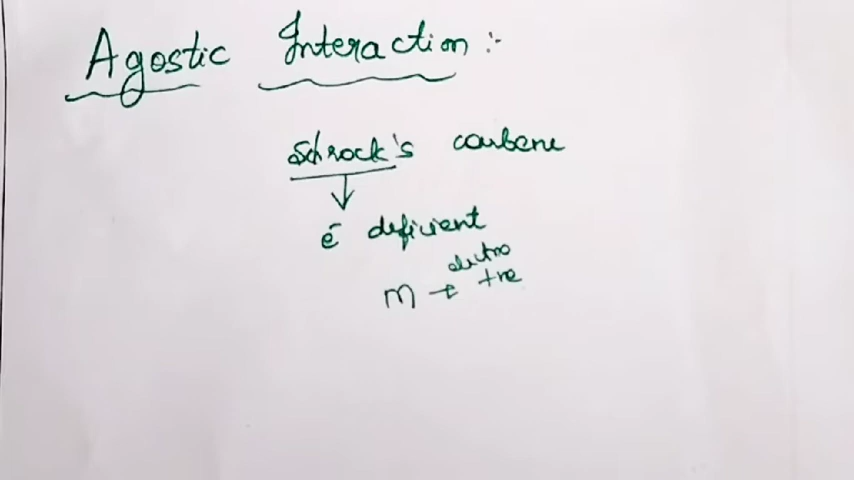 Agostic Interaction :-
Schrock's carbene
↓
e⁻ deficient
electro
m → +ve